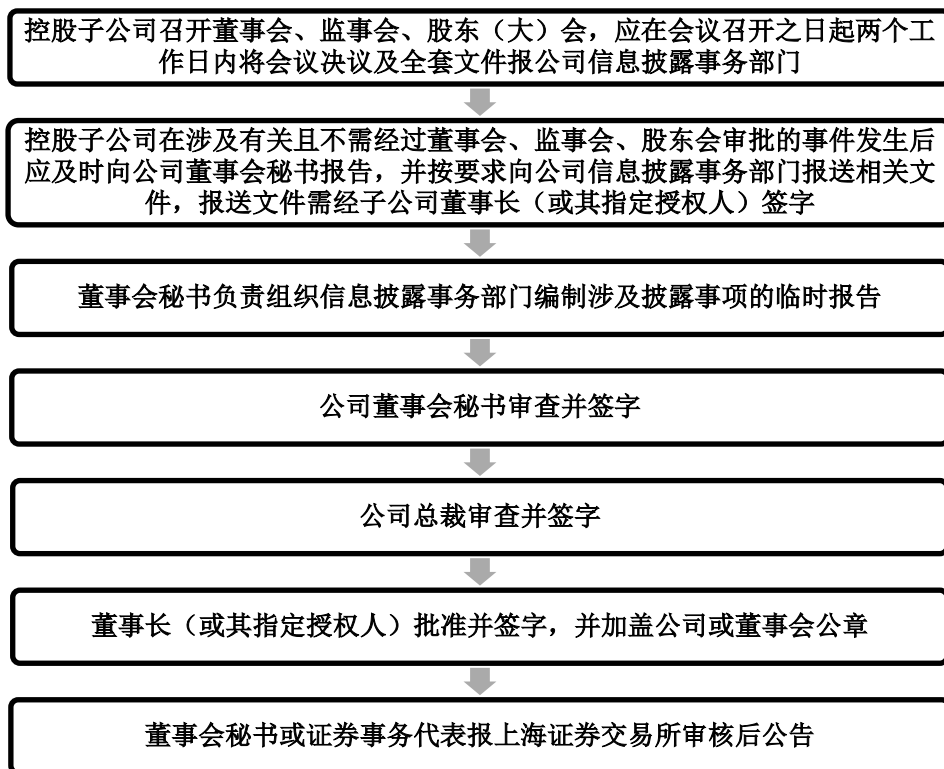 控股子公司召开董事会、监事会、股东（大）会，应在会议召开之日起两个工
作日内将会议决议及全套文件报公司信息披露事务部门
控股子公司在涉及有关且不需经过董事会、监事会、股东会审批的事件发生后
应及时向公司董事会秘书报告，并按要求向公司信息披露事务部门报送相关文
件，报送文件需经子公司董事长（或其指定授权人）签字
董事会秘书负责组织信息披露事务部门编制涉及披露事项的临时报告
公司董事会秘书审查并签字
公司总裁审查并签字
董事长（或其指定授权人）批准并签字，并加盖公司或董事会公章
董事会秘书或证券事务代表报上海证券交易所审核后公告